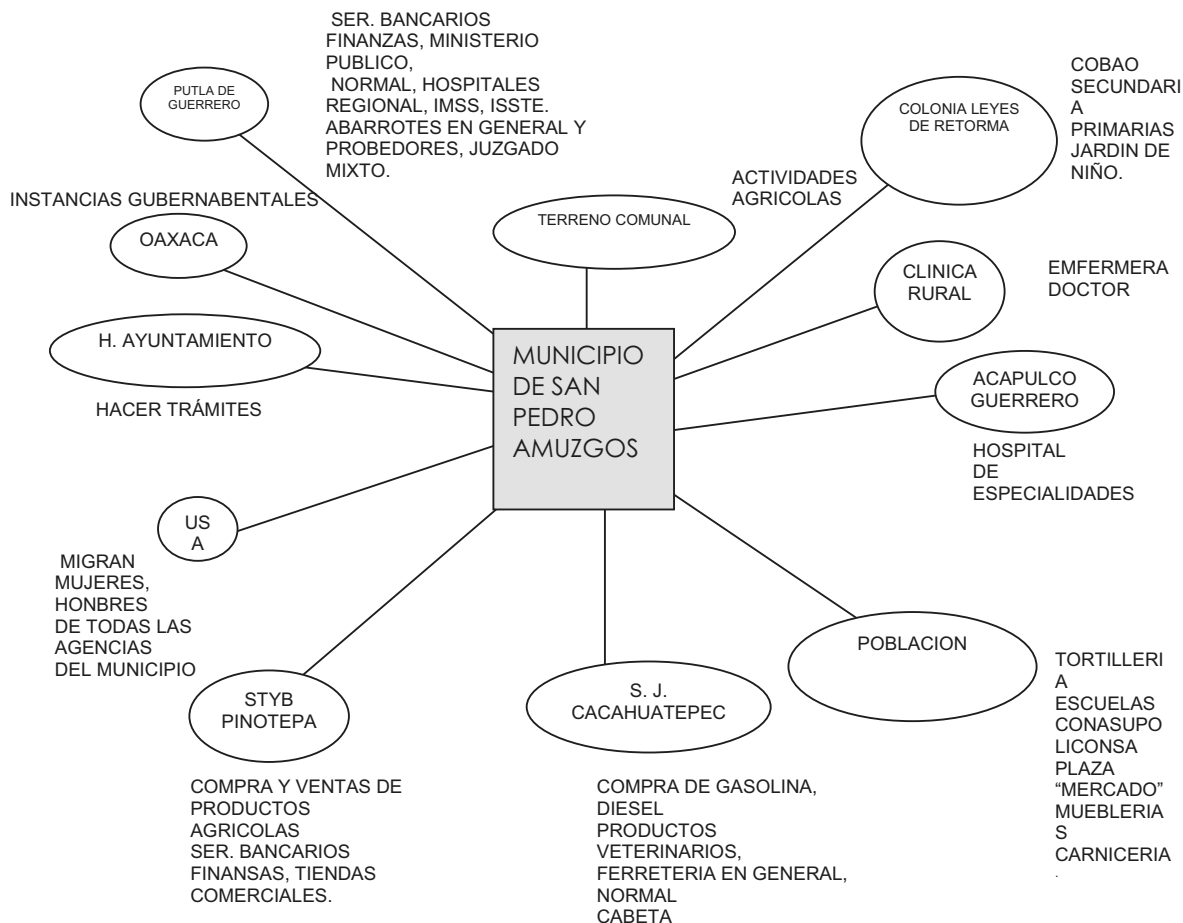 SER. BANCARIOS
FINANZAS, MINISTERIO
PUBLICO,
NORMAL, HOSPITALES
REGIONAL, IMSS, ISSTE.
ABARROTES EN GENERAL Y
PROBEDORES, JUZGADO
MIXTO.
PUTLA DE
GUERRERO
COLONIA LEYES
DE RETORMA
COBAO
SECUNDARI
A
PRIMARIAS
JARDIN DE
NIÑO.
INSTANCIAS GUBERNABENTALES
OAXACA
TERRENO COMUNAL
ACTIVIDADES
AGRICOLAS
CLINICA
RURAL
EMFERMERA
DOCTOR
H. AYUNTAMIENTO
HACER TRÁMITES
MUNICIPIO
DE SAN
PEDRO
AMUZGOS
ACAPULCO
GUERRERO
HOSPITAL
DE
ESPECIALIDADES
US
A
MIGRAN
MUJERES,
HONBRES
DE TODAS LAS
AGENCIAS
DEL MUNICIPIO
STYB
PINOTEPA
COMPRA Y VENTAS DE
PRODUCTOS
AGRICOLAS
SER. BANCARIOS
FINANSAS, TIENDAS
COMERCIALES.
S. J.
CACAHUATEPEC
COMPRA DE GASOLINA,
DIESEL
PRODUCTOS
VETERINARIOS,
FERRETERIA EN GENERAL,
NORMAL
CABETA
POBLACION
TORTILLERI
A
ESCUELAS
CONASUPO
LICONSA
PLAZA
“MERCADO”
MUEBLERIA
S
CARNICERIA
.